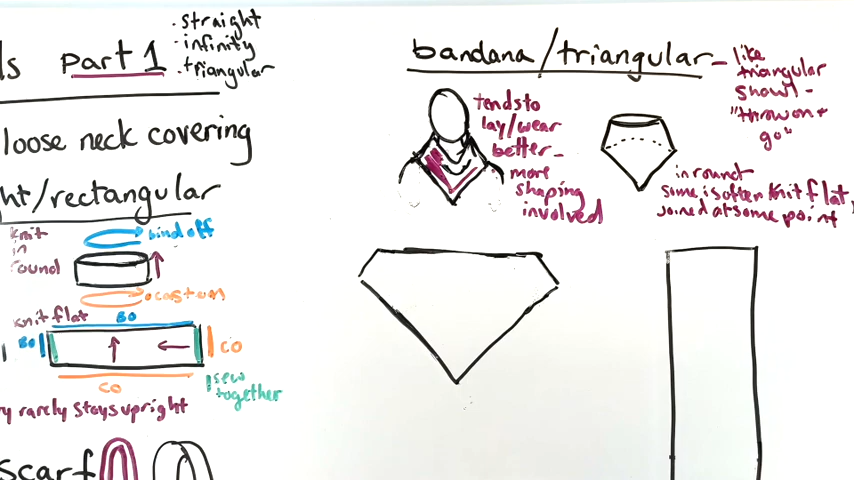 ds part 1
• straight
• infinity
• triangular
loose neck covering
ht/rectangular
knit
in
round
bind off
cast on
knit flat
BO
BO
CO
CO
sew
together
ry rarely stays upright
scarf
bandana/triangular
– like
triangular
shawl -
"throw on +
go"
tends to
lay/wear
better –
more
shaping
involved
in round
some is often knit flat,
joined at some point